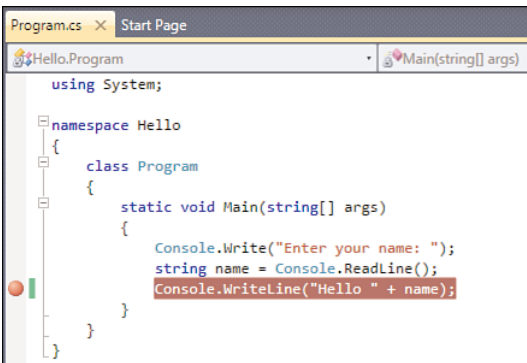 Program.cs × Start Page
Hello.Program Main(string[] args)
using System;
namespace Hello
{
class Program
{
static void Main(string[] args)
{
Console.Write("Enter your name: ");
string name = Console.ReadLine();
Console.WriteLine("Hello " + name);
}
}
}